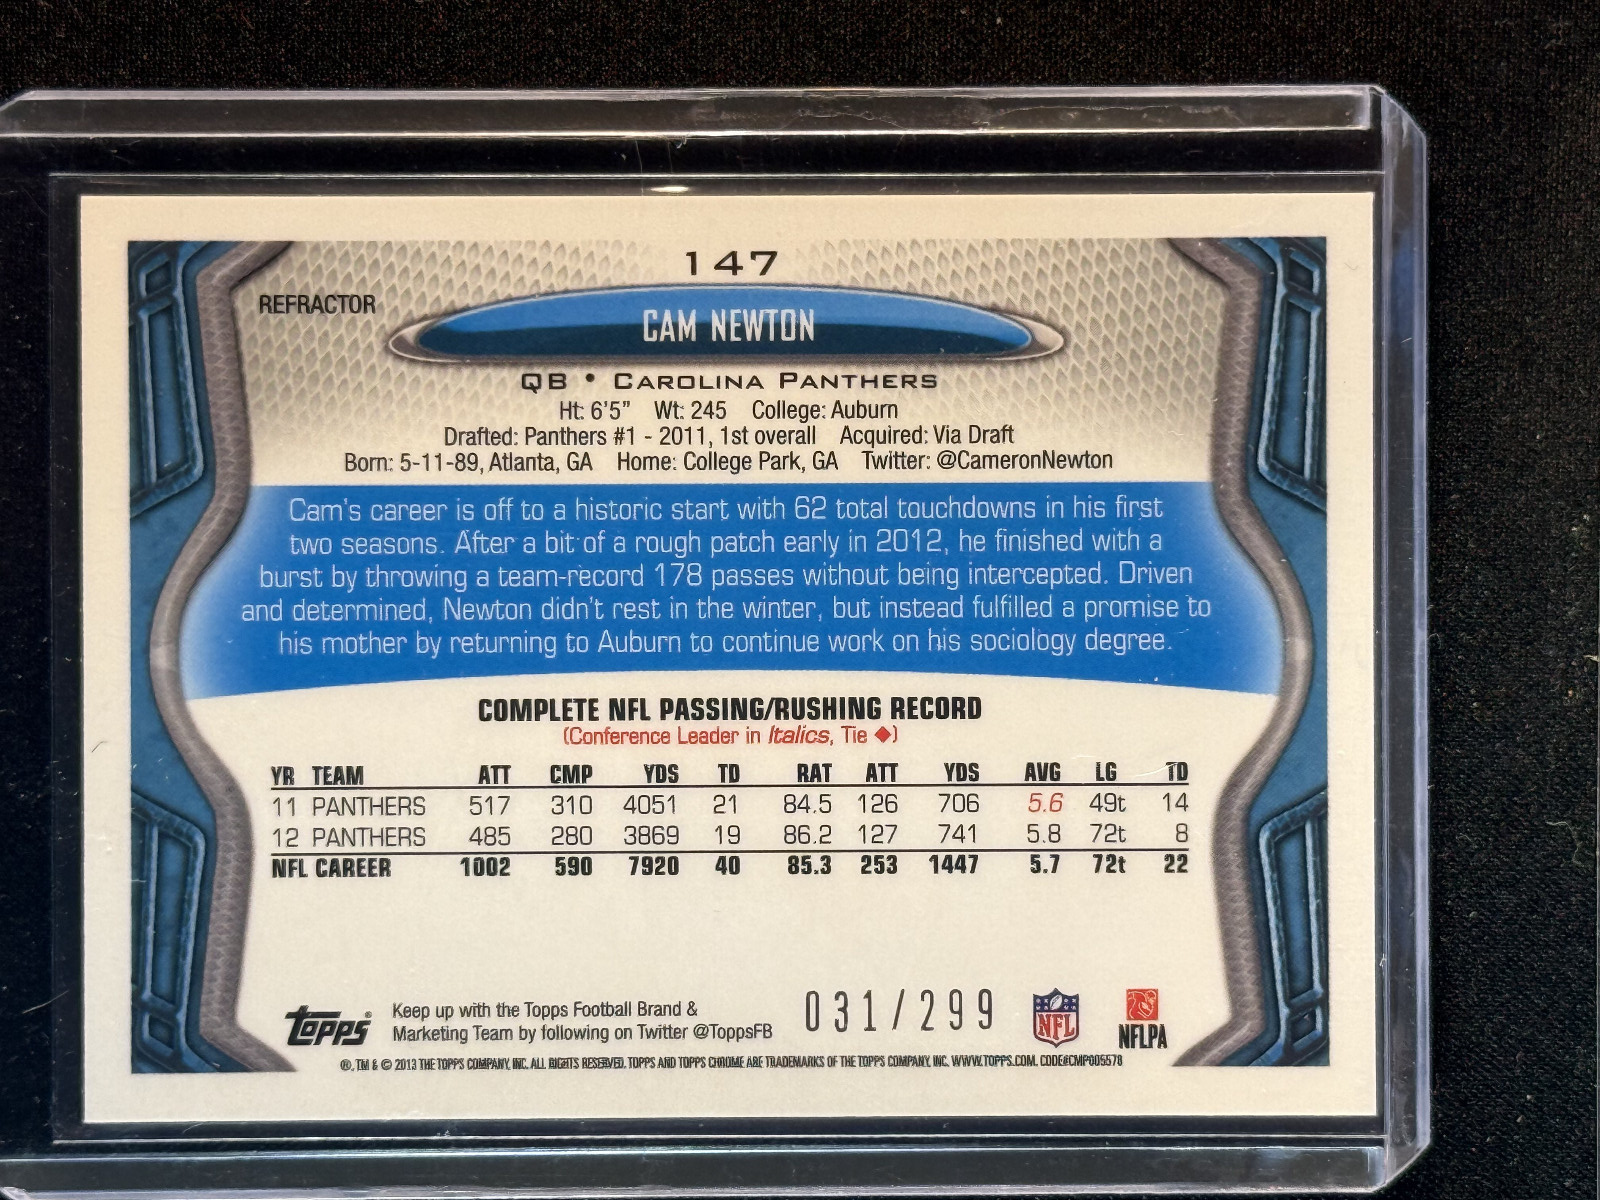 147
REFRACTOR
CAM NEWTON
QB • CAROLINA PANTHERS
Ht: 6'5" Wt: 245 College: Auburn
Drafted: Panthers #1 - 2011, 1st overall Acquired: Via Draft
Born: 5-11-89, Atlanta, GA Home: College Park, GA Twitter: @CameronNewton
Cam's career is off to a historic start with 62 total touchdowns in his first
two seasons. After a bit of a rough patch early in 2012, he finished with a
burst by throwing a team-record 178 passes without being intercepted. Driven
and determined, Newton didn't rest in the winter, but instead fulfilled a promise to
his mother by returning to Auburn to continue work on his sociology degree.
COMPLETE NFL PASSING/RUSHING RECORD
(Conference Leader in Italics, Tie ◆)
YR TEAM ATT CMP YDS TD RAT ATT YDS AVG LG TD
11 PANTHERS 517 310 4051 21 84.5 126 706 5.6 49t 14
12 PANTHERS 485 280 3869 19 86.2 127 741 5.8 72t 8
NFL CAREER 1002 590 7920 40 85.3 253 1447 5.7 72t 22
Topps
Keep up with the Topps Football Brand &
Marketing Team by following on Twitter @ToppsFB
031/299
NFL
NFLPA
®, TM & © 2013 THE TOPPS COMPANY, INC. ALL RIGHTS RESERVED. TOPPS AND TOPPS CHROME ARE TRADEMARKS OF THE TOPPS COMPANY, INC. WWW.TOPPS.COM. CODE#CMP005578